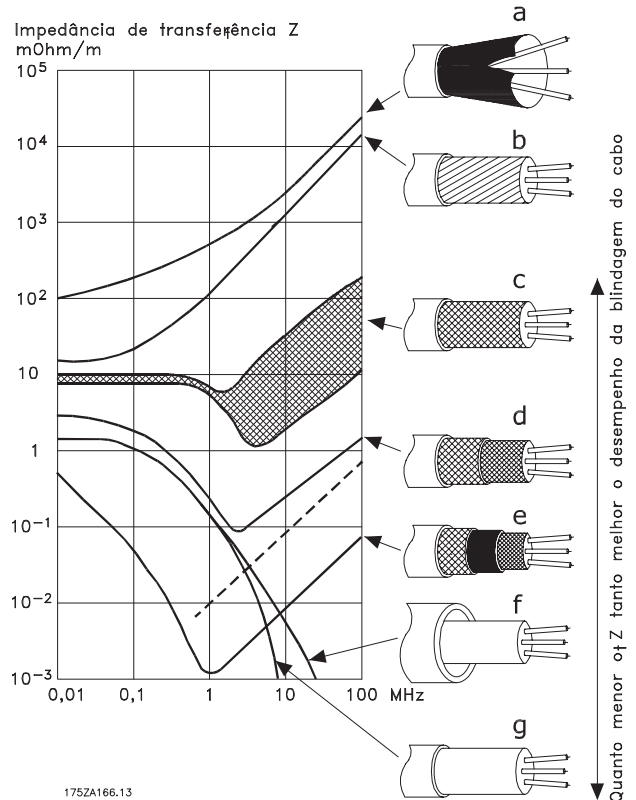 Impedância de transferência Z
mOhm/m
a
b
c
d
e
f
g
10⁵
10⁴
10³
10²
10
1
10⁻¹
10⁻²
10⁻³
0,01 0,1 1 10 100 MHz
Quanto menor o Z tanto melhor o desempenho da blindagem do cabo
175ZA166.13